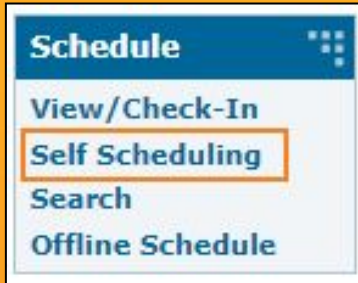 Schedule
View/Check-In
Self Scheduling
Search
Offline Schedule